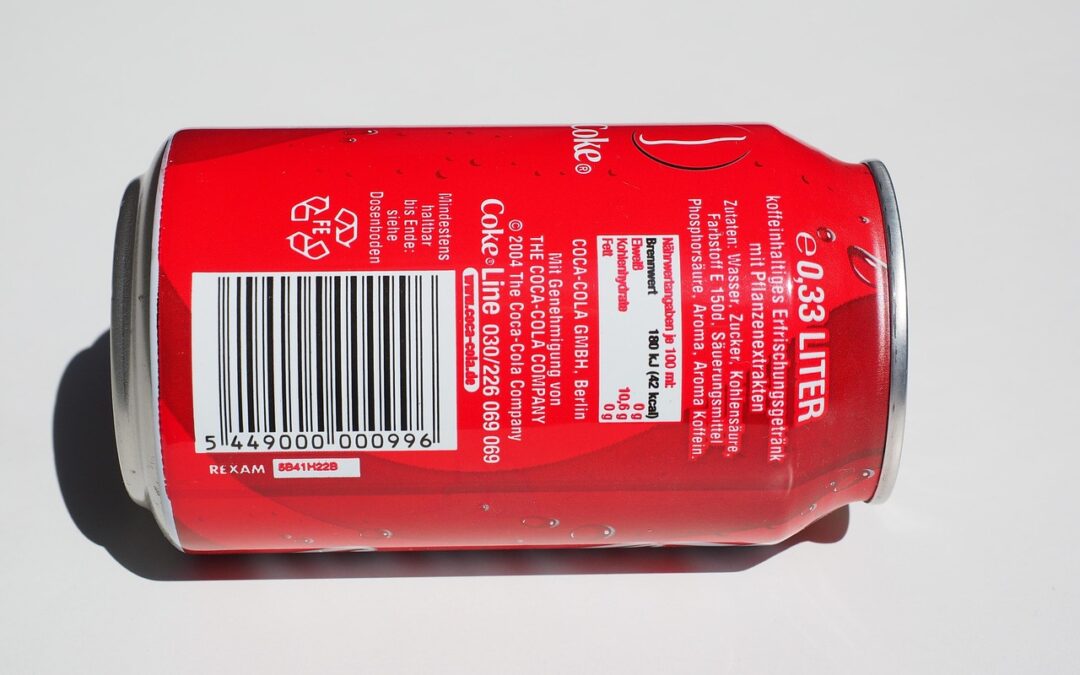 Coke®
e 0,33 LITER
koffeinhaltiges Erfrischungsgetränk
mit Pflanzenextrakten
Zutaten: Wasser, Zucker, Kohlensäure,
Farbstoff E 150d, Säuerungsmittel
Phosphorsäure, Aroma, Aroma Koffein.
Nährwertangaben je 100 ml:
Brennwert 180 kJ (42 kcal)
Eiweiß 0 g
Kohlenhydrate 10,6 g
Fett 0 g
COCA-COLA GMBH, Berlin
Mit Genehmigung von
THE COCA-COLA COMPANY
© 2004 The Coca-Cola Company
Coke® Line 030/226 069 069
www.coca-cola.de
Mindestens
haltbar
bis Ende:
siehe
Dosenboden
FE
5 449000 000996
REXAM 5B41H22B